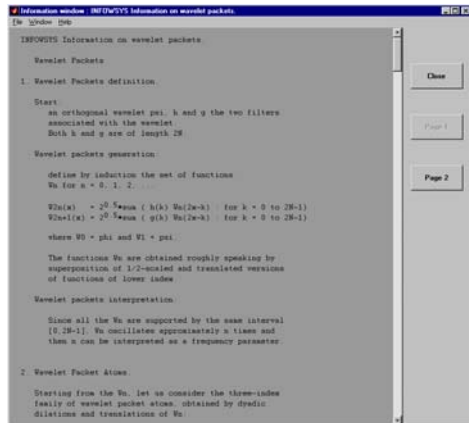 Information window : INFOWSYS Information on wavelet packets.
File Window Help
INFOWSYS Information on wavelet packets.
Wavelet Packets
1. Wavelet Packets definition.
Start:
an orthogonal wavelet psi, h and g the two filters
associated with the wavelet.
Both h and g are of length 2N.
Wavelet packets generation:
define by induction the set of functions
Wn for n = 0, 1, 2, ...
W2n(x) = 2^0.5*sum ( h(k) Wn(2x-k) : for k = 0 to 2N-1)
W2n+1(x) = 2^0.5*sum ( g(k) Wn(2x-k) : for k = 0 to 2N-1)
where W0 = phi and W1 = psi.
The functions Wn are obtained roughly speaking by
superposition of 1/2-scaled and translated versions
of functions of lower index.
Wavelet packets interpretation:
Since all the Wn are supported by the same interval
[0,2N-1], Wn oscillates approximately n times and
then n can be interpreted as a frequency parameter.
2. Wavelet Packet Atoms.
Starting from the Wn, let us consider the three-index
family of wavelet packet atoms, obtained by dyadic
dilations and translations of Wn:
Close
Page 1
Page 2